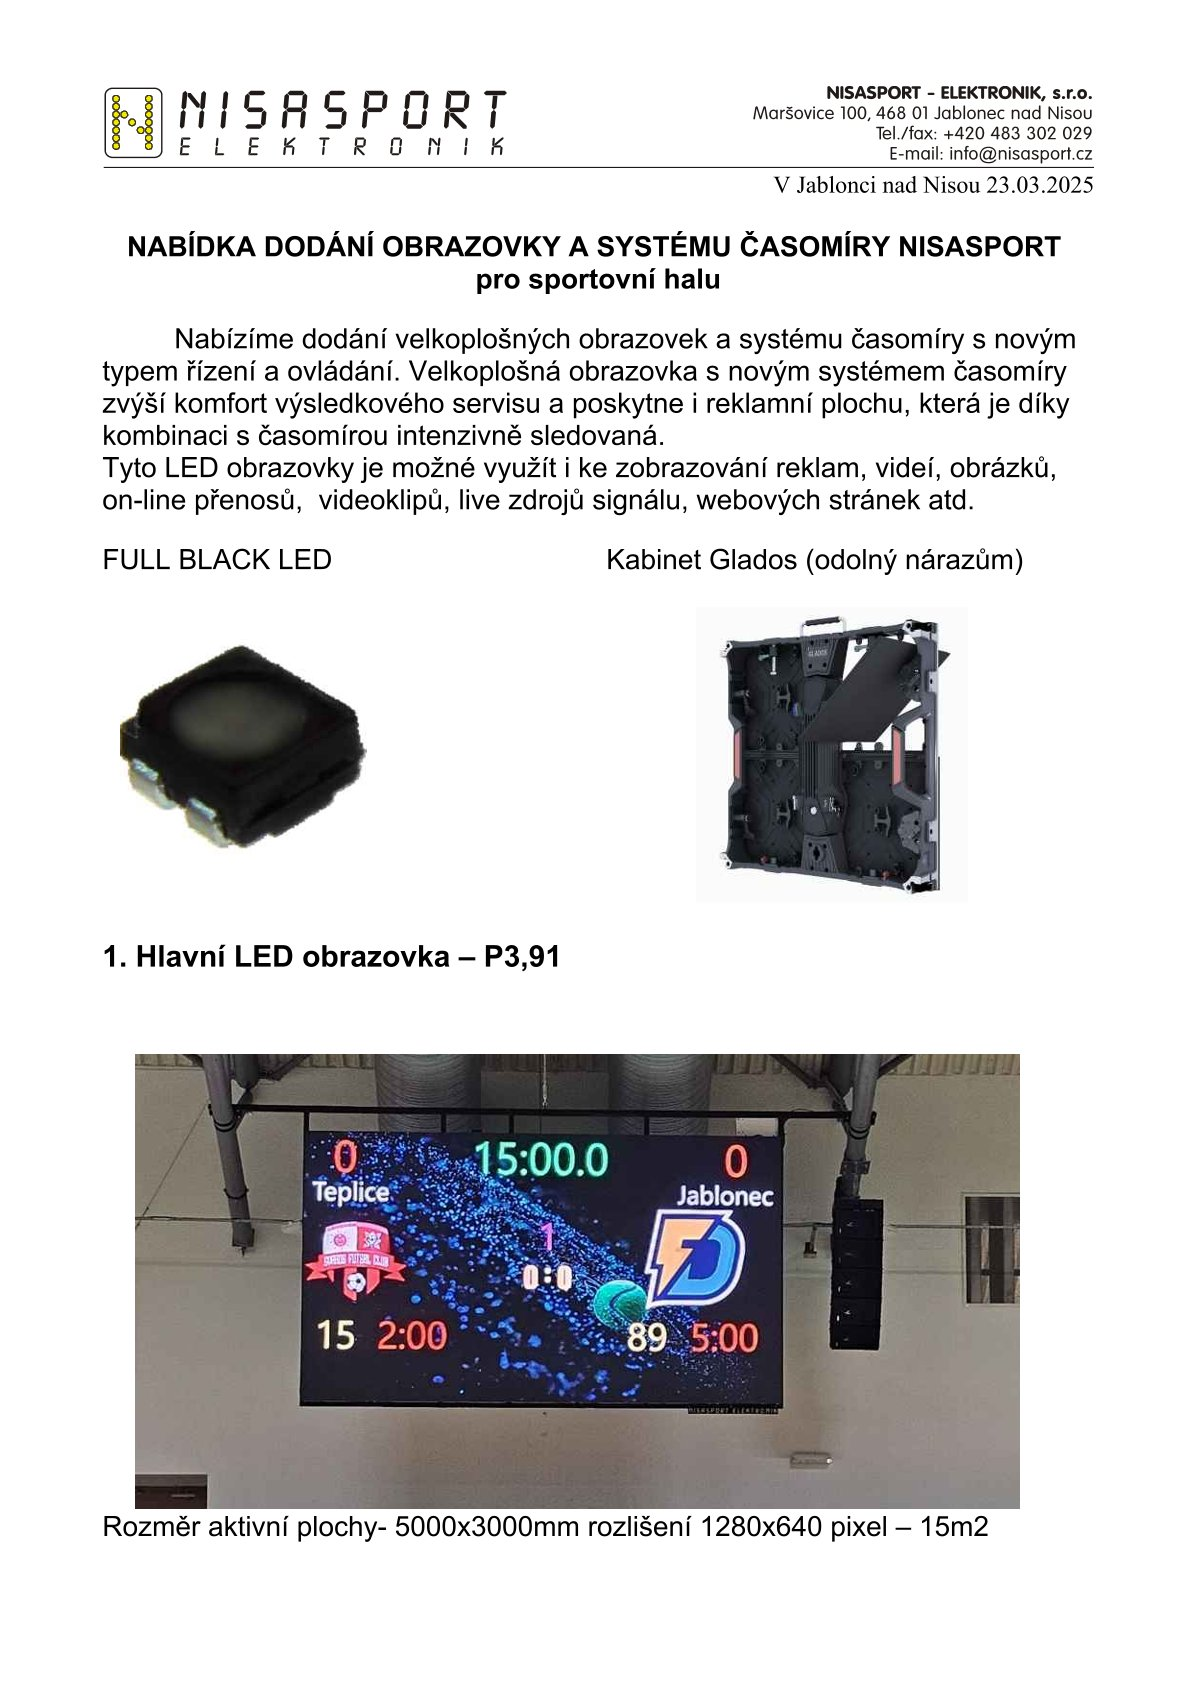 NISASPORT
ELEKTRONIK
NISASPORT - ELEKTRONIK, s.r.o.
Maršovice 100, 468 01 Jablonec nad Nisou
Tel./fax: +420 483 302 029
E-mail: info@nisasport.cz
V Jablonci nad Nisou 23.03.2025
NABÍDKA DODÁNÍ OBRAZOVKY A SYSTÉMU ČASOMÍRY NISASPORT
pro sportovní halu
Nabízíme dodání velkoplošných obrazovek a systému časomíry s novým
typem řízení a ovládání. Velkoplošná obrazovka s novým systémem časomíry
zvýší komfort výsledkového servisu a poskytne i reklamní plochu, která je díky
kombinaci s časomírou intenzivně sledovaná.
Tyto LED obrazovky je možné využít i ke zobrazování reklam, videí, obrázků,
on-line přenosů,  videoklipů, live zdrojů signálu, webových stránek atd.
FULL BLACK LED Kabinet Glados (odolný nárazům)
1. Hlavní LED obrazovka – P3,91
0 15:00.0 0
Teplice Jablonec
1
0:0
15 2:00 89 5:00
NISASPORT ELEKTRONIK
Rozměr aktivní plochy- 5000x3000mm rozlišení 1280x640 pixel – 15m2